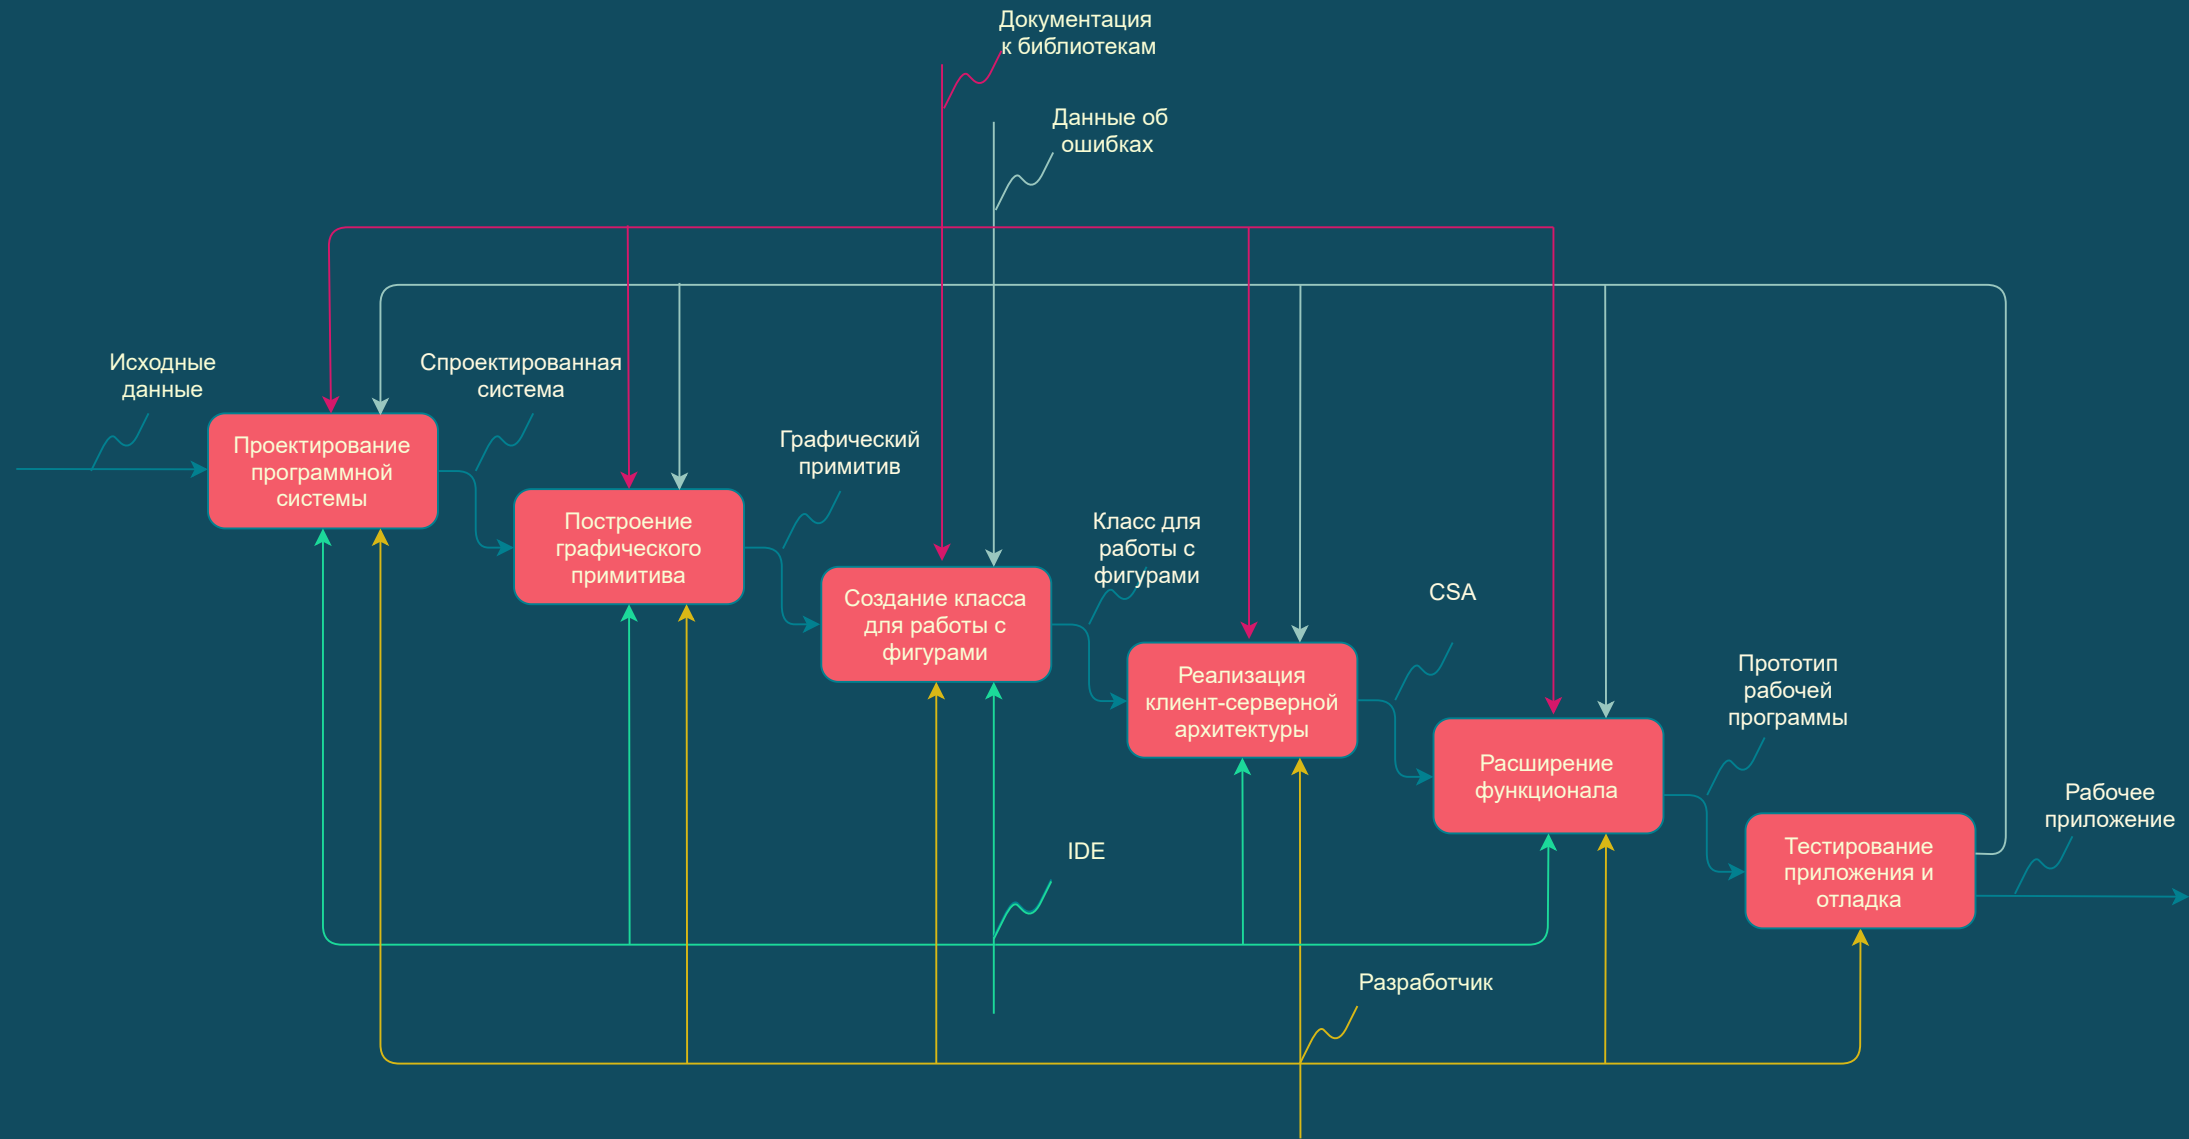 Документация
к библиотекам
Данные об
ошибках
Исходные
данные
Спроектированная
система
Проектирование
программной
системы
Графический
примитив
Построение
графического
примитива
Класс для
работы с
фигурами
Создание класса
для работы с
фигурами
CSA
Реализация
клиент-серверной
архитектуры
Прототип
рабочей
программы
Расширение
функционала
Рабочее
приложение
Тестирование
приложения и
отладка
IDE
Разработчик